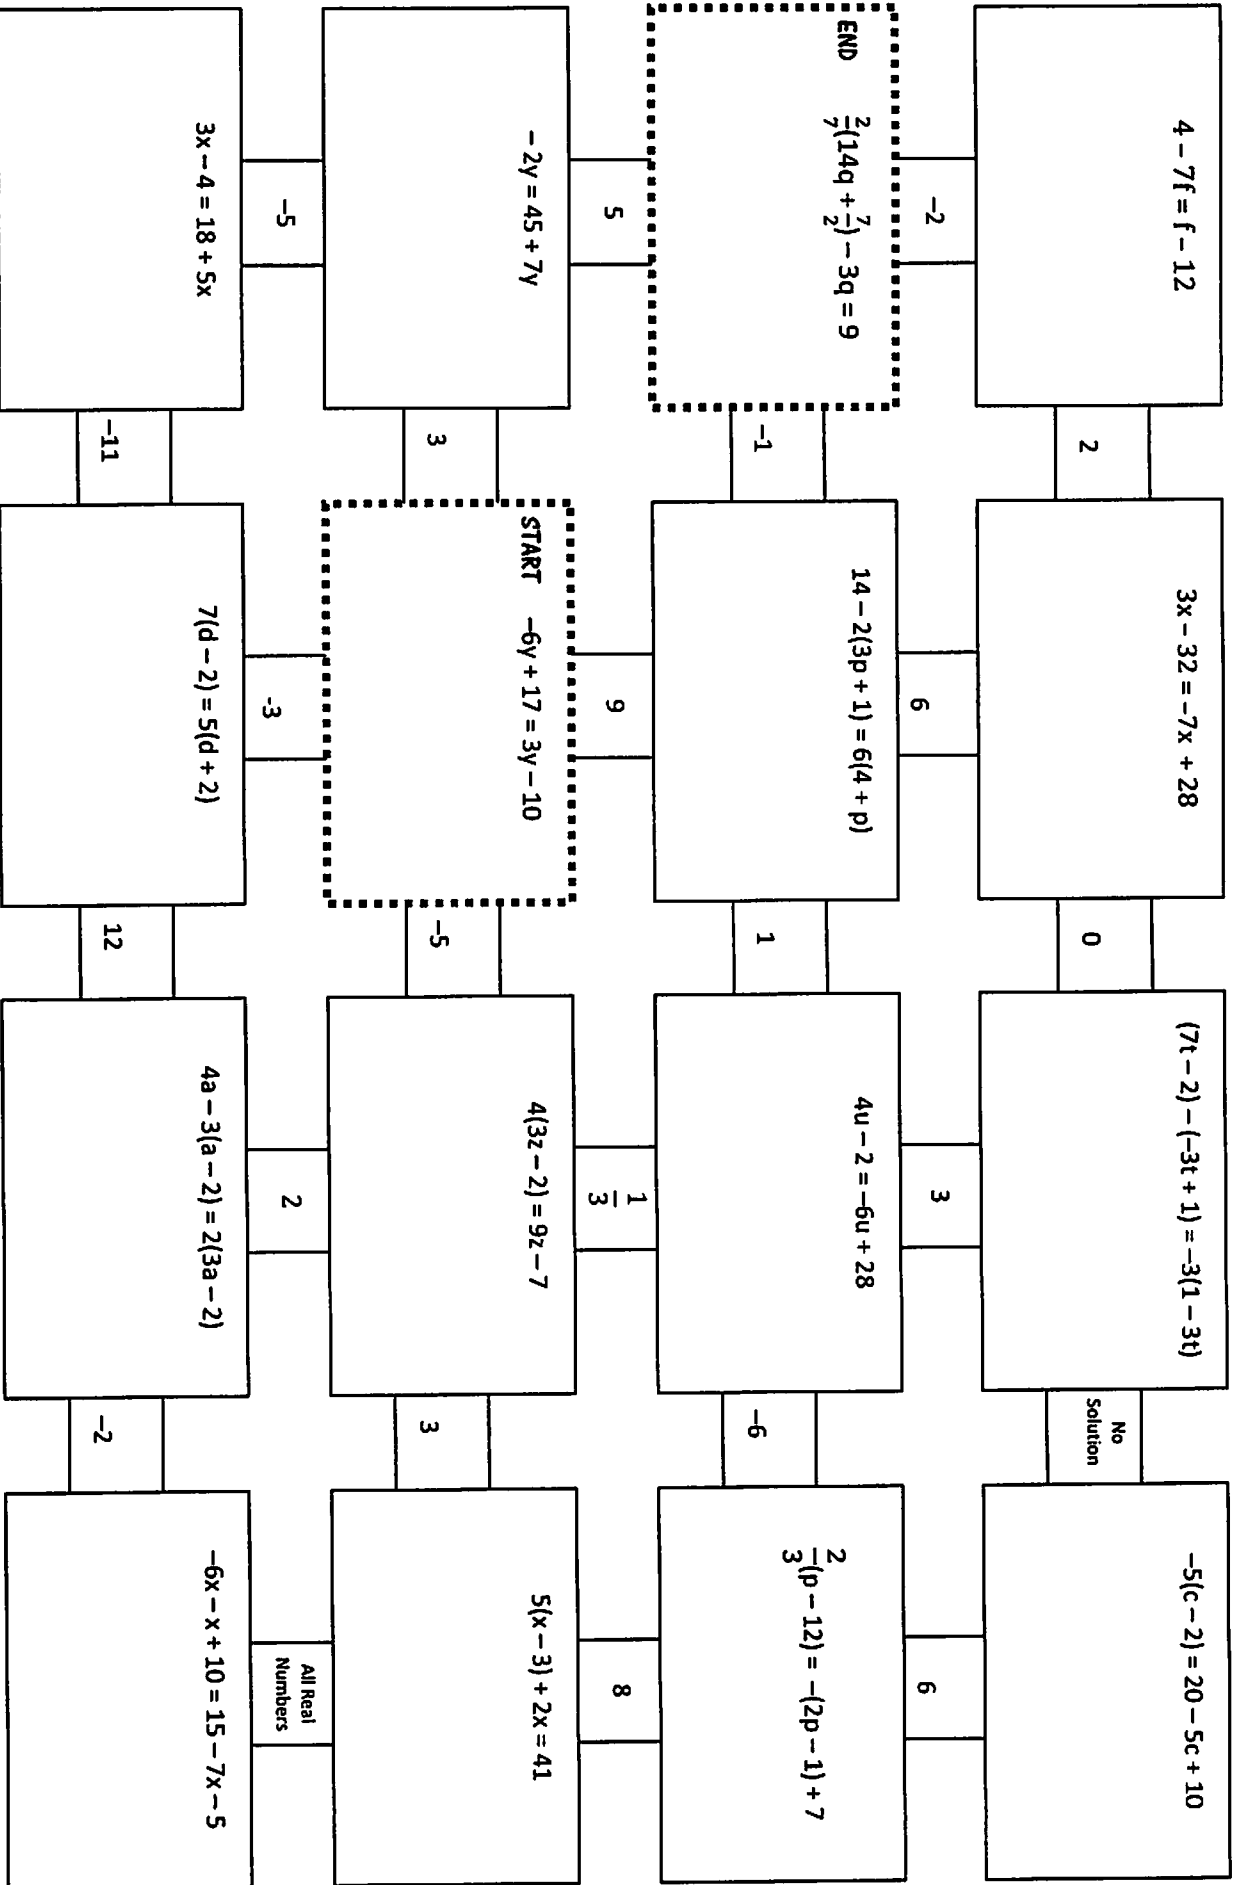 4 – 7f = f – 12
2
3x – 32 = –7x + 28
0
(7t – 2) – (–3t + 1) = –3(1 – 3t)
No
Solution
–5(c – 2) = 20 – 5c + 10
–2
6
3
6
END 2/7(14q + 7/2) – 3q = 9
–1
14 – 2(3p + 1) = 6(4 + p)
1
4u – 2 = –6u + 28
–6
2/3(p – 12) = –(2p – 1) + 7
5
9
1/3
8
– 2y = 45 + 7y
3
START –6y + 17 = 3y – 10
–5
4(3z – 2) = 9z – 7
3
5(x – 3) + 2x = 41
–5
-3
2
All Real
Numbers
3x – 4 = 18 + 5x
–11
7(d – 2) = 5(d + 2)
12
4a – 3(a – 2) = 2(3a – 2)
–2
–6x – x + 10 = 15 – 7x – 5